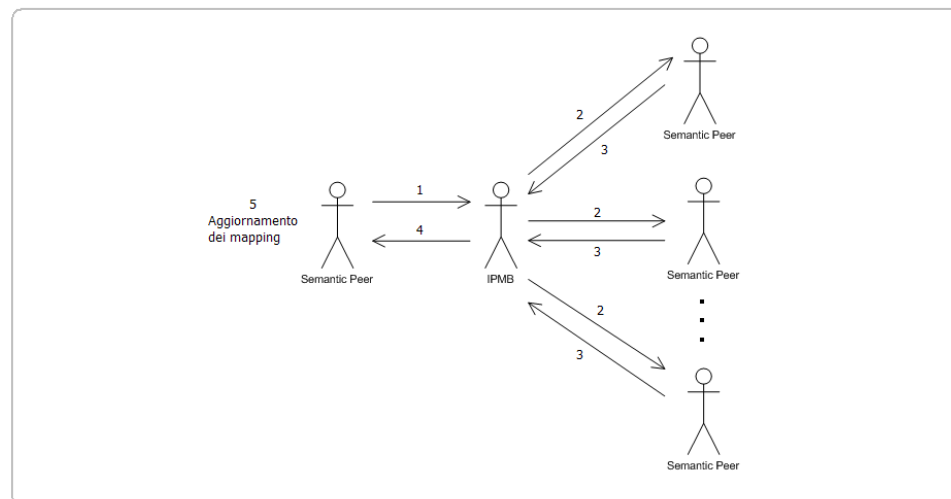 2
Semantic Peer
3
1
5
Aggiornamento
dei mapping
2
4
3
Semantic Peer
IPMB
Semantic Peer
2
3
Semantic Peer